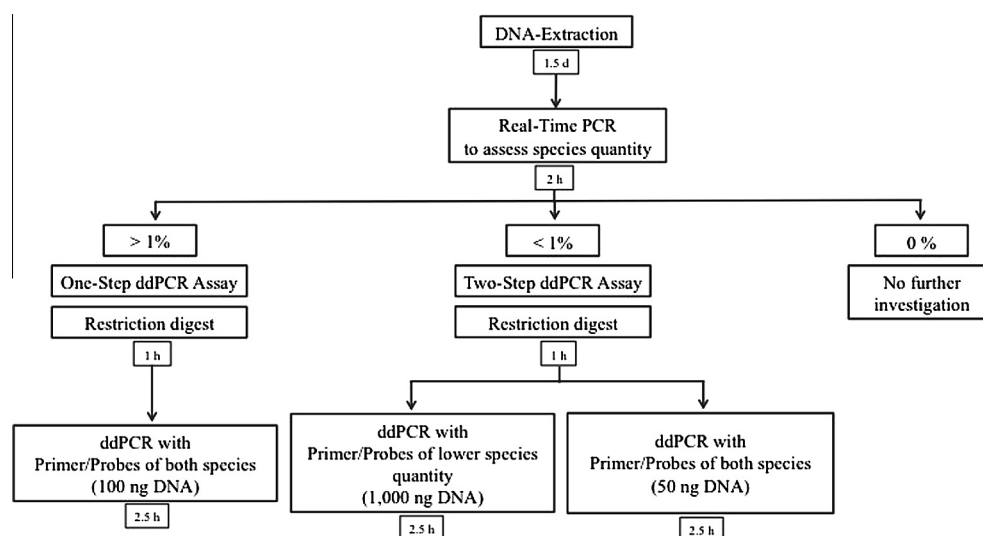 DNA-Extraction
1.5 d
Real-Time PCR
to assess species quantity
2 h
> 1%
< 1%
0 %
One-Step ddPCR Assay
Two-Step ddPCR Assay
No further
investigation
Restriction digest
Restriction digest
1 h
1 h
ddPCR with
Primer/Probes of both species
(100 ng DNA)
ddPCR with
Primer/Probes of lower species
quantity
(1,000 ng DNA)
ddPCR with
Primer/Probes of both species
(50 ng DNA)
2.5 h
2.5 h
2.5 h